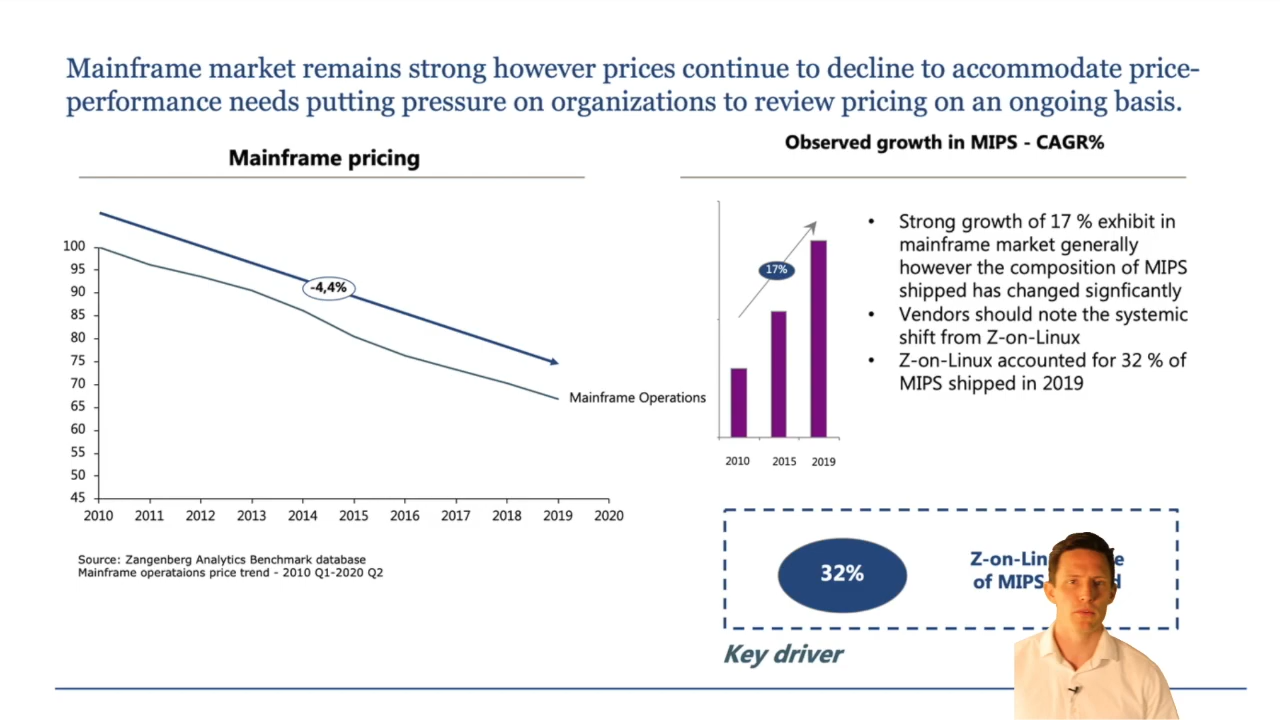 Mainframe market remains strong however prices continue to decline to accommodate price-
performance needs putting pressure on organizations to review pricing on an ongoing basis.
Mainframe pricing
100
95
90
85
80
75
70
65
60
55
50
45
-4,4%
Mainframe Operations
2010 2011 2012 2013 2014 2015 2016 2017 2018 2019 2020
Source: Zangenberg Analytics Benchmark database
Mainframe operataions price trend - 2010 Q1-2020 Q2
Observed growth in MIPS - CAGR%
17%
2010 2015 2019
• Strong growth of 17 % exhibit in
mainframe market generally
however the composition of MIPS
shipped has changed signficantly
• Vendors should note the systemic
shift from Z-on-Linux
• Z-on-Linux accounted for 32 % of
MIPS shipped in 2019
32%
of MIPS
Key driver